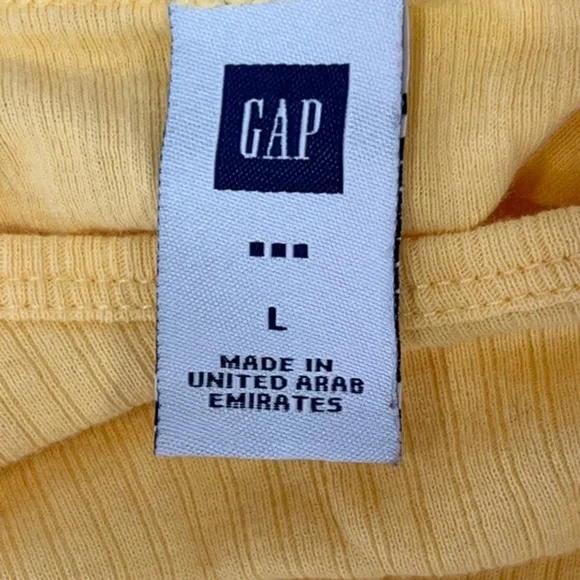 GAP
L
MADE IN
UNITED ARAB
EMIRATES